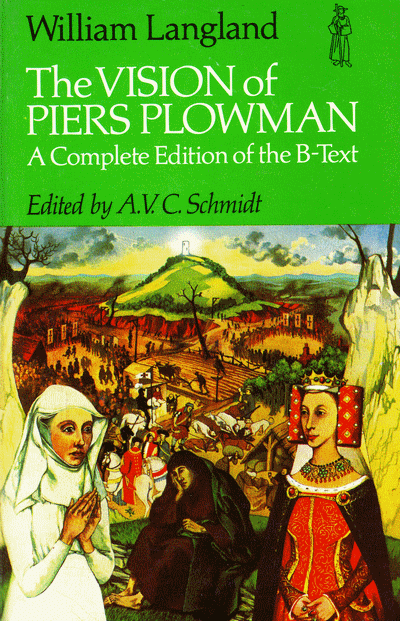 William Langland
The VISION of
PIERS PLOWMAN
A Complete Edition of the B-Text
Edited by A.V. C. Schmidt